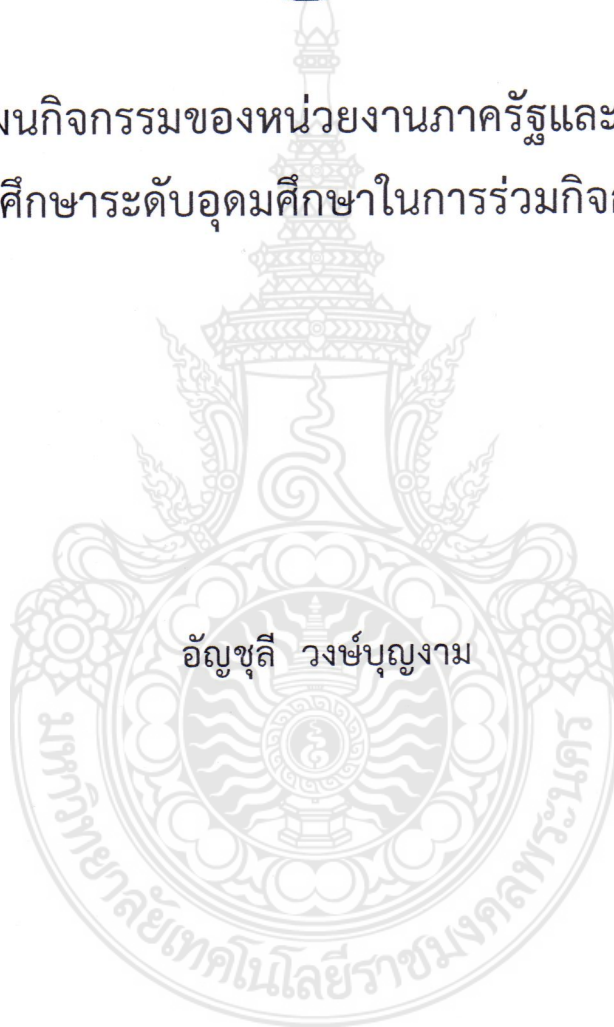 ผนกิจกรรมของหน่วยงานภาครัฐและ
ศึกษาระดับอุดมศึกษาในการร่วมกิจก
อัญชุลี วงษ์บุญงาม
มหาวิทยาลัยเทคโนโลยีราชมงคลพระนคร